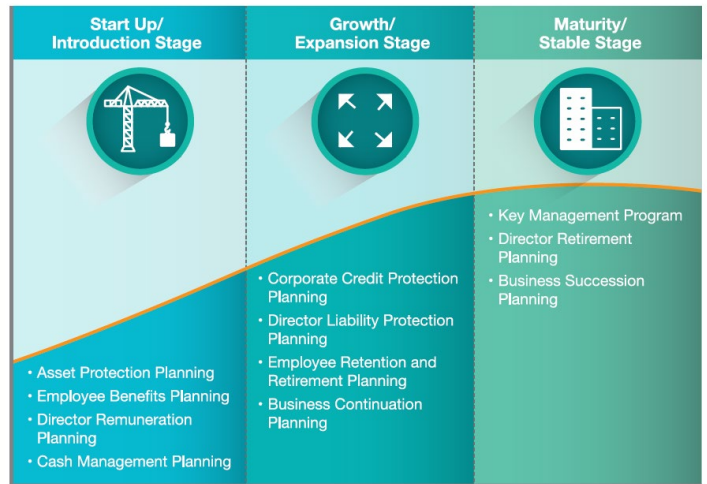 Start Up/
Introduction Stage
Growth/
Expansion Stage
Maturity/
Stable Stage
• Asset Protection Planning
• Employee Benefits Planning
• Director Remuneration
Planning
• Cash Management Planning
• Corporate Credit Protection
Planning
• Director Liability Protection
Planning
• Employee Retention and
Retirement Planning
• Business Continuation
Planning
• Key Management Program
• Director Retirement
Planning
• Business Succession
Planning